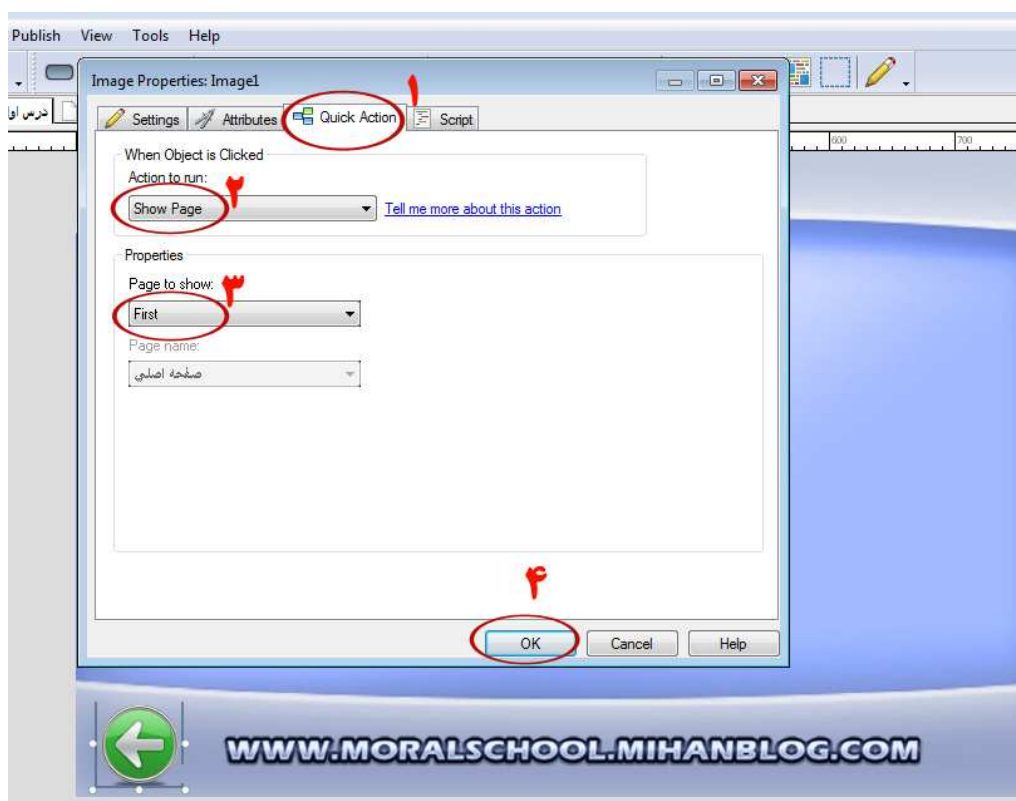 Publish View Tools Help
Image Properties: Image1
۱
درس او
Settings Attributes Quick Action Script
600 700
When Object is Clicked
Action to run:
۲
Show Page Tell me more about this action
Properties
Page to show:
۳
First
Page name:
صفحه اصلي
۴
OK Cancel Help
WWW.MORALSCHOOL.MIHANBLOG.COM